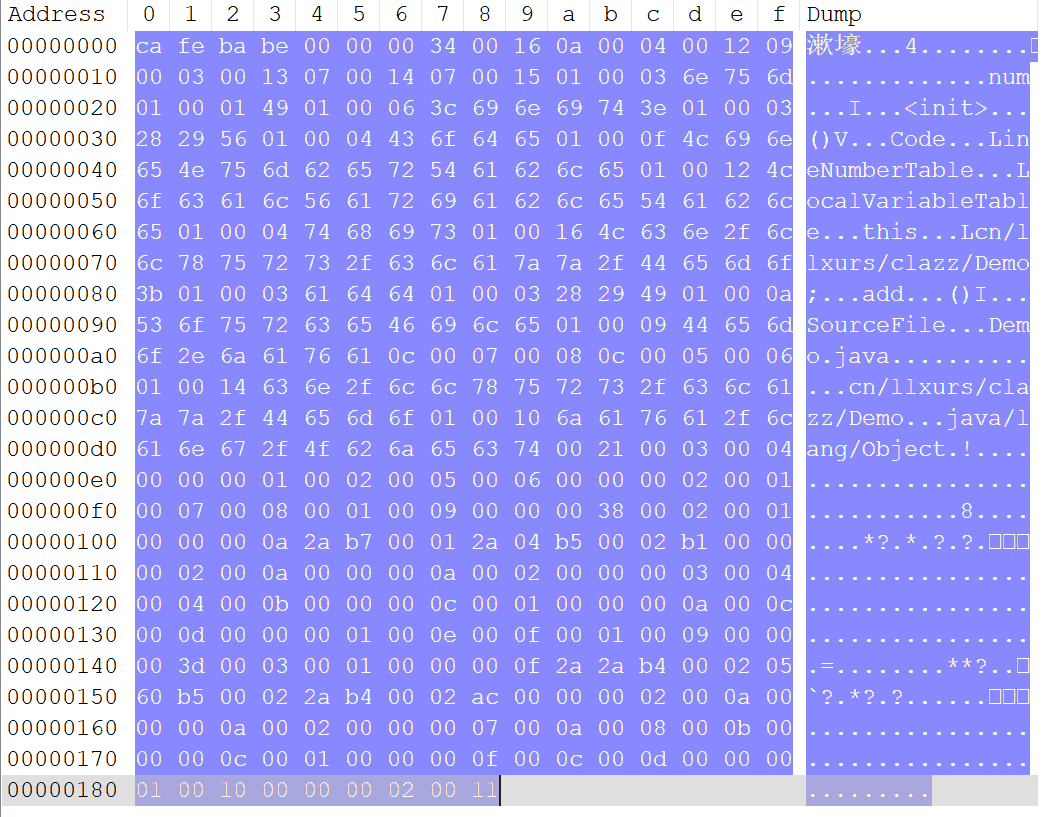 Address 0 1 2 3 4 5 6 7 8 9 a b c d e f Dump
00000000 ca fe ba be 00 00 00 34 00 16 0a 00 04 00 12 09 漱壕...4........□
00000010 00 03 00 13 07 00 14 07 00 15 01 00 03 6e 75 6d .............num
00000020 01 00 01 49 01 00 06 3c 69 6e 69 74 3e 01 00 03 ...I...<init>...
00000030 28 29 56 01 00 04 43 6f 64 65 01 00 0f 4c 69 6e ()V...Code...Lin
00000040 65 4e 75 6d 62 65 72 54 61 62 6c 65 01 00 12 4c eNumberTable...L
00000050 6f 63 61 6c 56 61 72 69 61 62 6c 65 54 61 62 6c ocalVariableTabl
00000060 65 01 00 04 74 68 69 73 01 00 16 4c 63 6e 2f 6c e...this...Lcn/l
00000070 6c 78 75 72 73 2f 63 6c 61 7a 7a 2f 44 65 6d 6f lxurs/clazz/Demo
00000080 3b 01 00 03 61 64 64 01 00 03 28 29 49 01 00 0a ;...add...()I...
00000090 53 6f 75 72 63 65 46 69 6c 65 01 00 09 44 65 6d SourceFile...Dem
000000a0 6f 2e 6a 61 76 61 0c 00 07 00 08 0c 00 05 00 06 o.java..........
000000b0 01 00 14 63 6e 2f 6c 6c 78 75 72 73 2f 63 6c 61 ...cn/llxurs/cla
000000c0 7a 7a 2f 44 65 6d 6f 01 00 10 6a 61 76 61 2f 6c zz/Demo...java/l
000000d0 61 6e 67 2f 4f 62 6a 65 63 74 00 21 00 03 00 04 ang/Object.!....
000000e0 00 00 00 01 00 02 00 05 00 06 00 00 00 02 00 01 ................
000000f0 00 07 00 08 00 01 00 09 00 00 00 38 00 02 00 01 ...........8....
00000100 00 00 00 0a 2a b7 00 01 2a 04 b5 00 02 b1 00 00 ....*?.*.?.?.□□□
00000110 00 02 00 0a 00 00 00 0a 00 02 00 00 00 03 00 04 ................
00000120 00 04 00 0b 00 00 00 0c 00 01 00 00 00 0a 00 0c ................
00000130 00 0d 00 00 00 01 00 0e 00 0f 00 01 00 09 00 00 ................
00000140 00 3d 00 03 00 01 00 00 00 0f 2a 2a b4 00 02 05 .=........**?..□
00000150 60 b5 00 02 2a b4 00 02 ac 00 00 00 02 00 0a 00 `?.*?.?......□□□
00000160 00 00 0a 00 02 00 00 00 07 00 0a 00 08 00 0b 00 ................
00000170 00 00 0c 00 01 00 00 00 0f 00 0c 00 0d 00 00 00 ................
00000180 01 00 10 00 00 00 02 00 11 .........